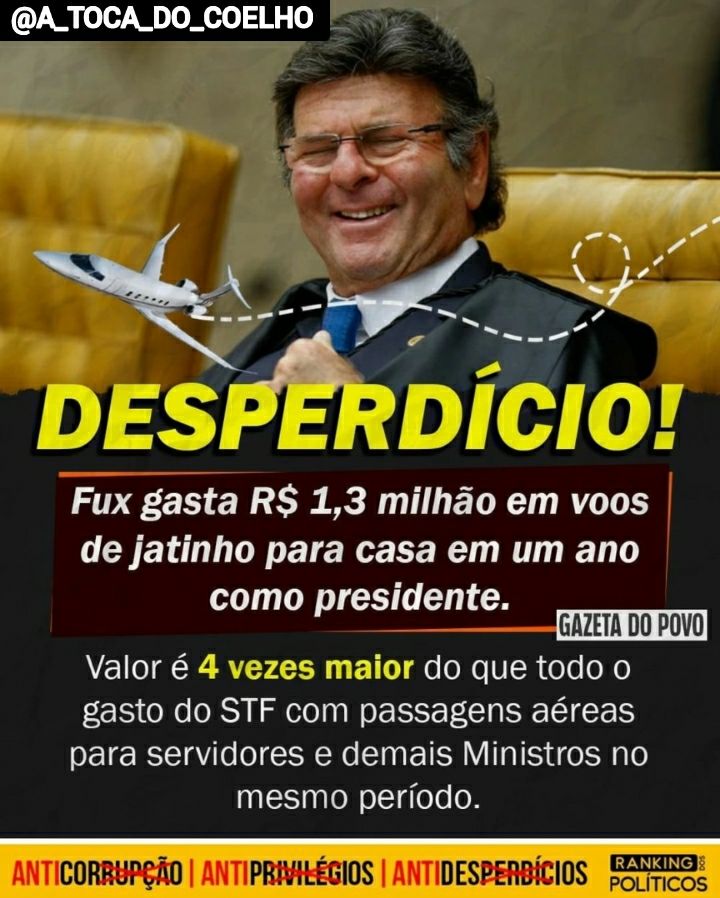 @A_TOCA_DO_COELHO
DESPERDÍCIO!
Fux gasta R$ 1,3 milhão em voos
de jatinho para casa em um ano
como presidente.
GAZETA DO POVO
Valor é 4 vezes maior do que todo o
gasto do STF com passagens aéreas
para servidores e demais Ministros no
mesmo período.
ANTICORRUPÇÃO | ANTIPRIVILÉGIOS | ANTIDESPERDÍCIOS
RANKING DOS
POLÍTICOS